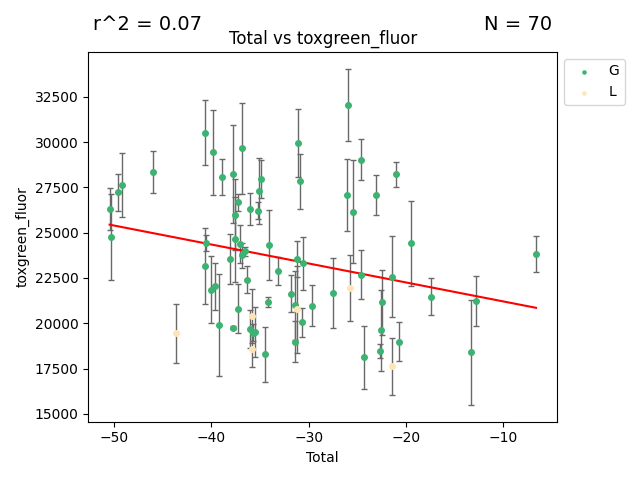 r^2 = 0.07
N = 70
Total vs toxgreen_fluor
G
L
32500
30000
27500
25000
22500
20000
17500
15000
toxgreen_fluor
−50
−40
−30
−20
−10
Total